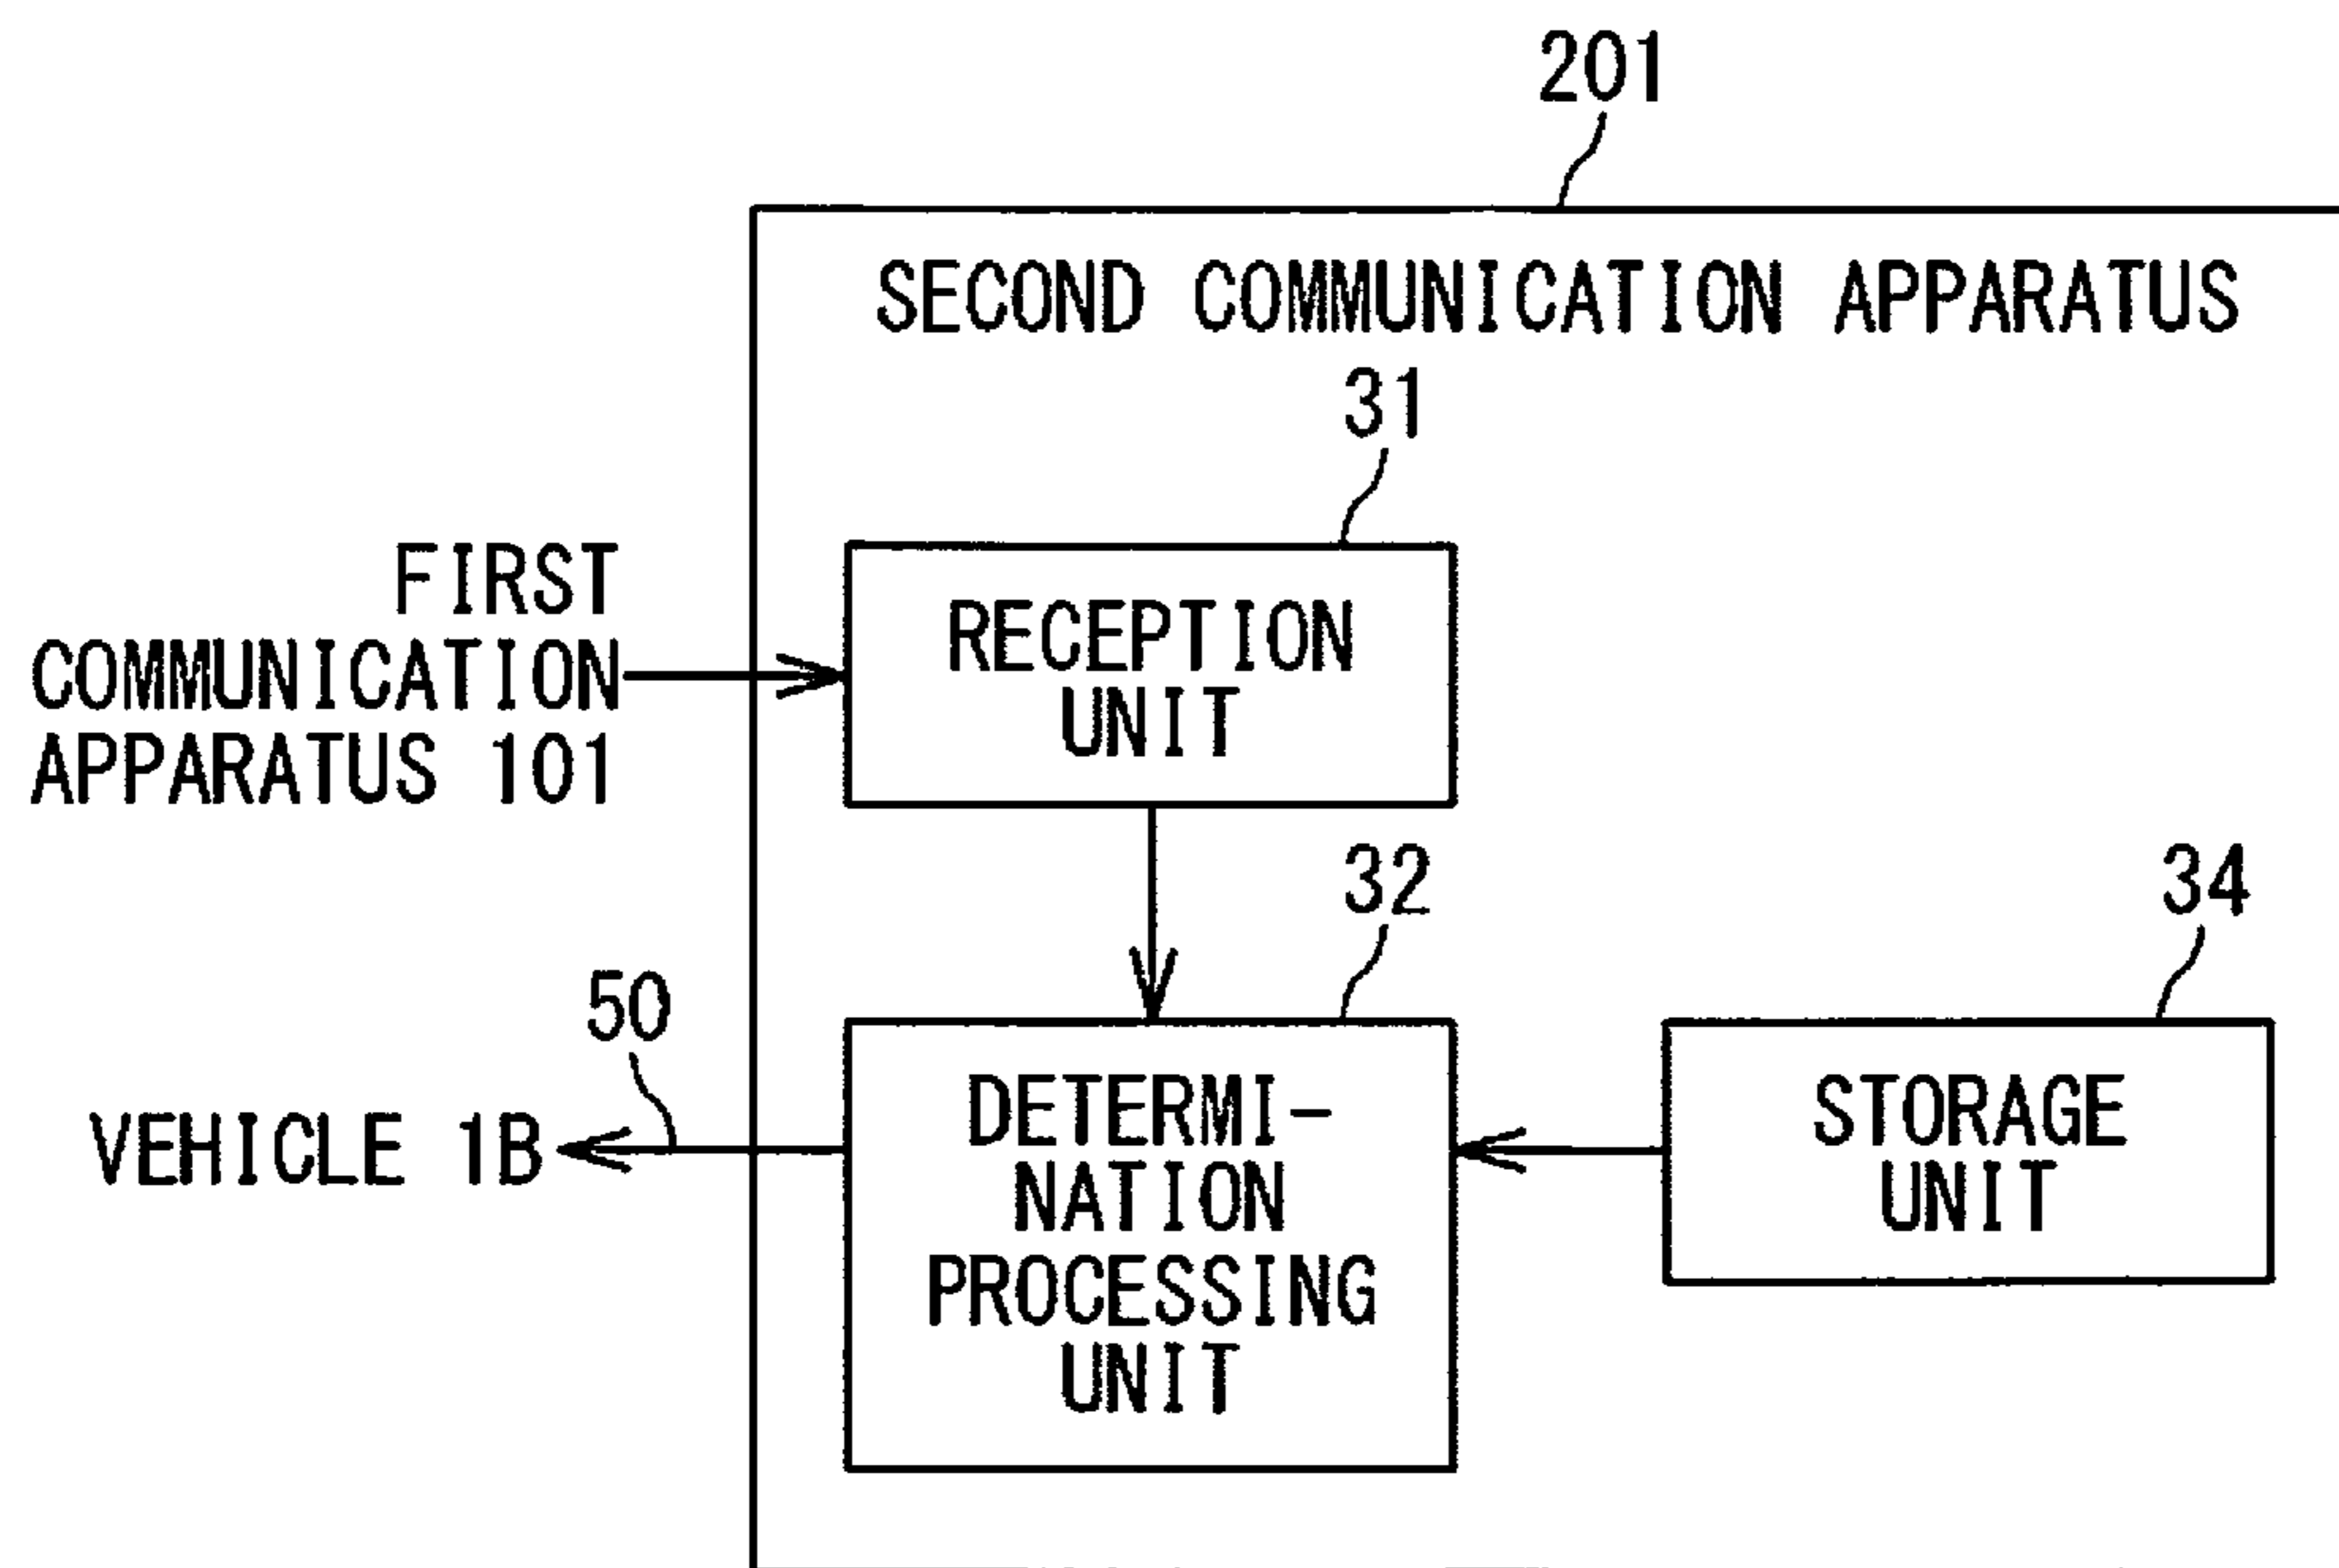 201
SECOND COMMUNICATION APPARATUS
31
FIRST
COMMUNICATION
APPARATUS 101
RECEPTION
UNIT
32
34
50
VEHICLE 1B
DETERMI-
NATION
PROCESSING
UNIT
STORAGE
UNIT